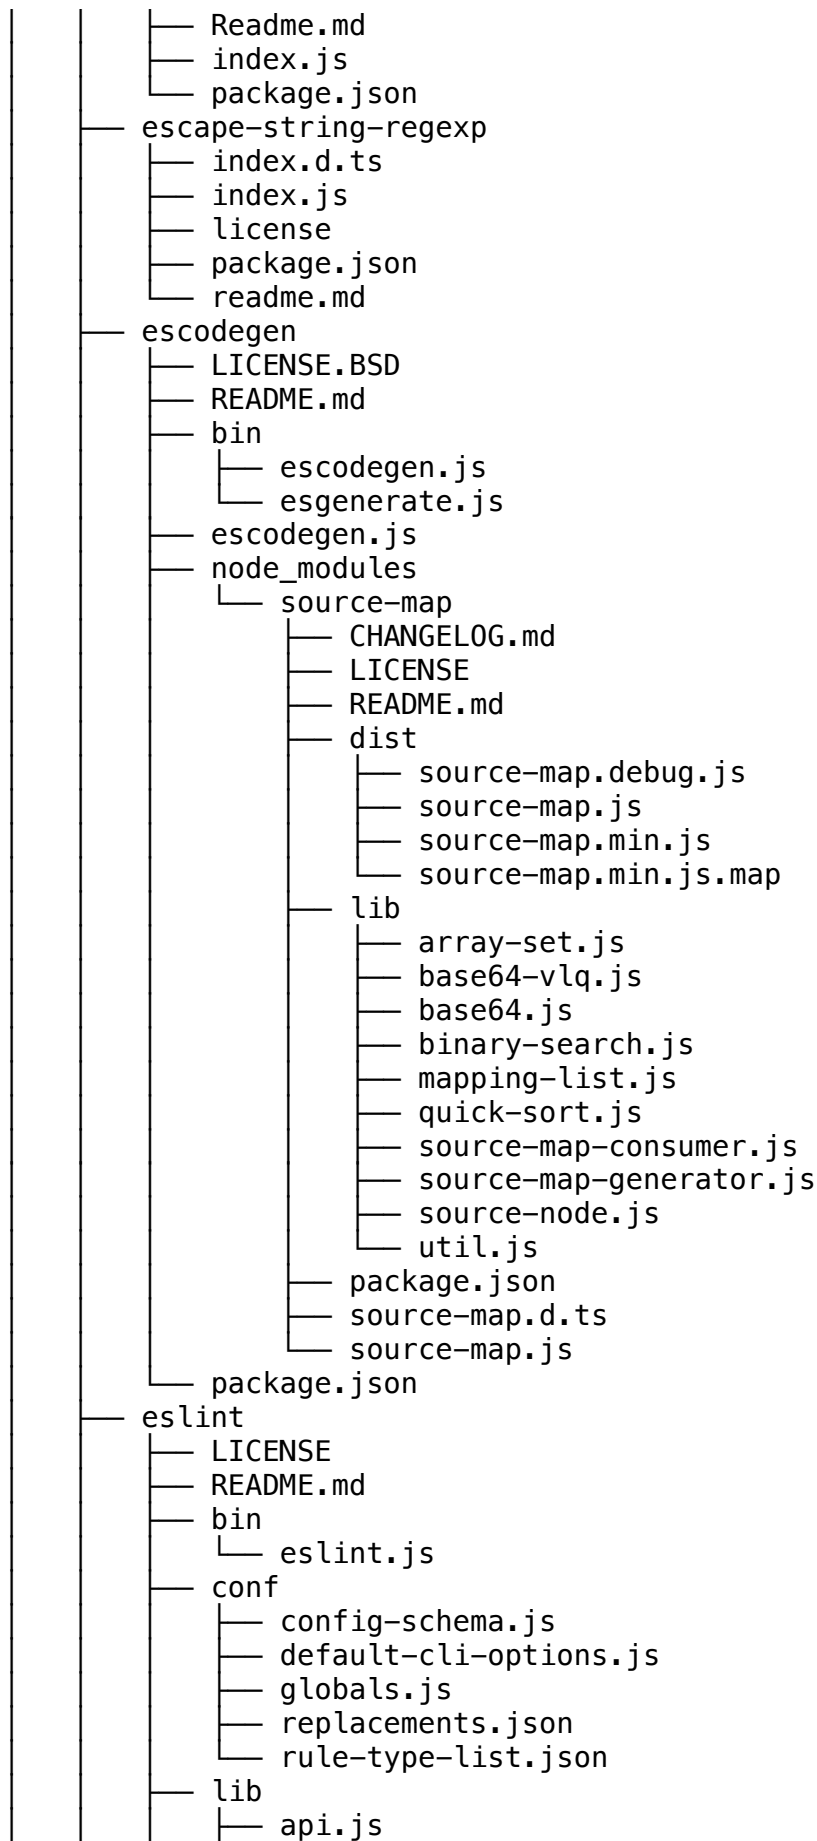 │   │   ├── Readme.md
│   │   ├── index.js
│   │   └── package.json
│   ├── escape-string-regexp
│   │   ├── index.d.ts
│   │   ├── index.js
│   │   ├── license
│   │   ├── package.json
│   │   └── readme.md
│   ├── escodegen
│   │   ├── LICENSE.BSD
│   │   ├── README.md
│   │   ├── bin
│   │   │   ├── escodegen.js
│   │   │   └── esgenerate.js
│   │   ├── escodegen.js
│   │   ├── node_modules
│   │   │   └── source-map
│   │   │       ├── CHANGELOG.md
│   │   │       ├── LICENSE
│   │   │       ├── README.md
│   │   │       ├── dist
│   │   │       │   ├── source-map.debug.js
│   │   │       │   ├── source-map.js
│   │   │       │   ├── source-map.min.js
│   │   │       │   └── source-map.min.js.map
│   │   │       ├── lib
│   │   │       │   ├── array-set.js
│   │   │       │   ├── base64-vlq.js
│   │   │       │   ├── base64.js
│   │   │       │   ├── binary-search.js
│   │   │       │   ├── mapping-list.js
│   │   │       │   ├── quick-sort.js
│   │   │       │   ├── source-map-consumer.js
│   │   │       │   ├── source-map-generator.js
│   │   │       │   ├── source-node.js
│   │   │       │   └── util.js
│   │   │       ├── package.json
│   │   │       ├── source-map.d.ts
│   │   │       └── source-map.js
│   │   └── package.json
│   ├── eslint
│   │   ├── LICENSE
│   │   ├── README.md
│   │   ├── bin
│   │   │   └── eslint.js
│   │   ├── conf
│   │   │   ├── config-schema.js
│   │   │   ├── default-cli-options.js
│   │   │   ├── globals.js
│   │   │   ├── replacements.json
│   │   │   └── rule-type-list.json
│   │   ├── lib
│   │   │   ├── api.js